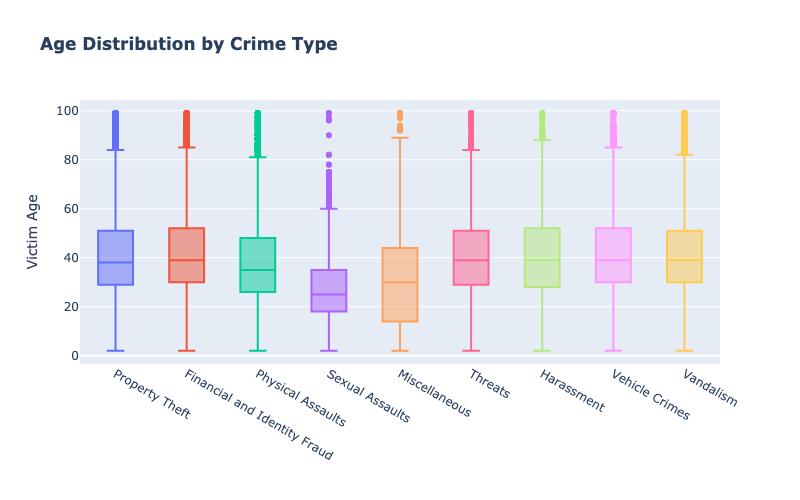 Age Distribution by Crime Type
Victim Age
100
80
60
40
20
0
Property Theft
Financial and Identity Fraud
Physical Assaults
Sexual Assaults
Miscellaneous
Threats
Harassment
Vehicle Crimes
Vandalism